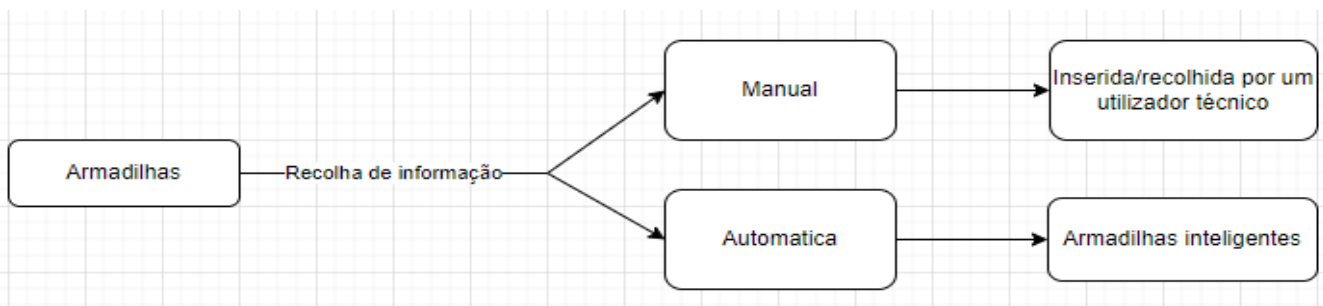 Armadilhas
Recolha de informação
Manual
Inserida/recolhida por um
utilizador técnico
Automatica
Armadilhas inteligentes